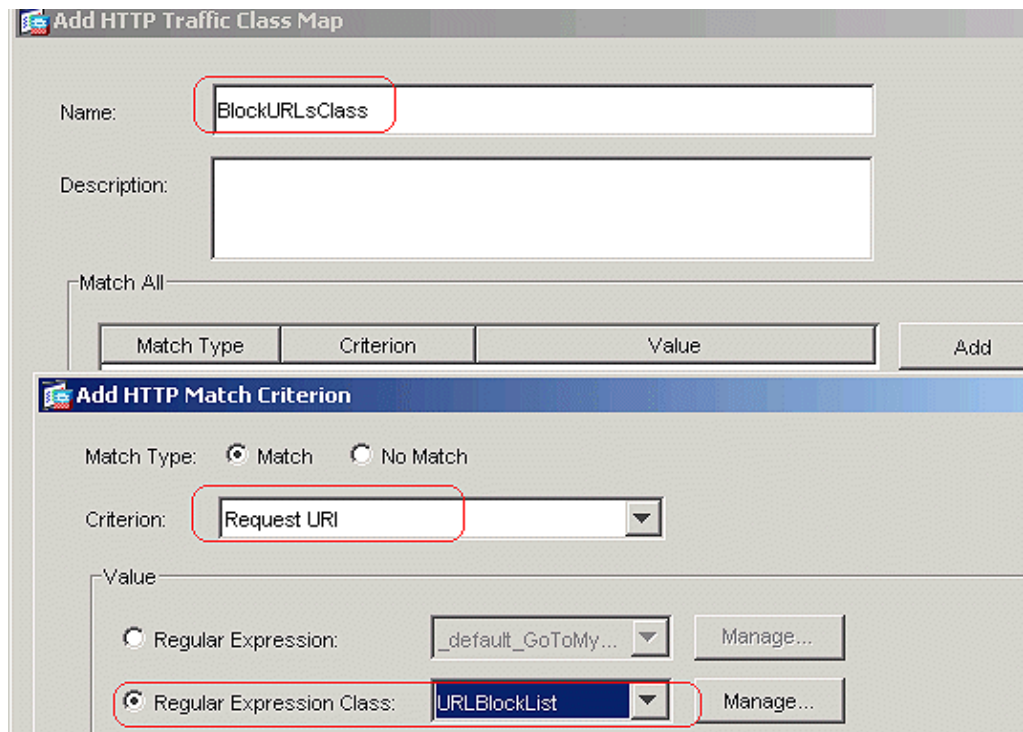 Add HTTP Traffic Class Map
Name: BlockURLsClass
Description:
Match All
Match Type Criterion Value Add
Add HTTP Match Criterion
Match Type: Match No Match
Criterion: Request URI
Value
Regular Expression: _default_GoToMy... Manage...
Regular Expression Class: URLBlockList Manage...